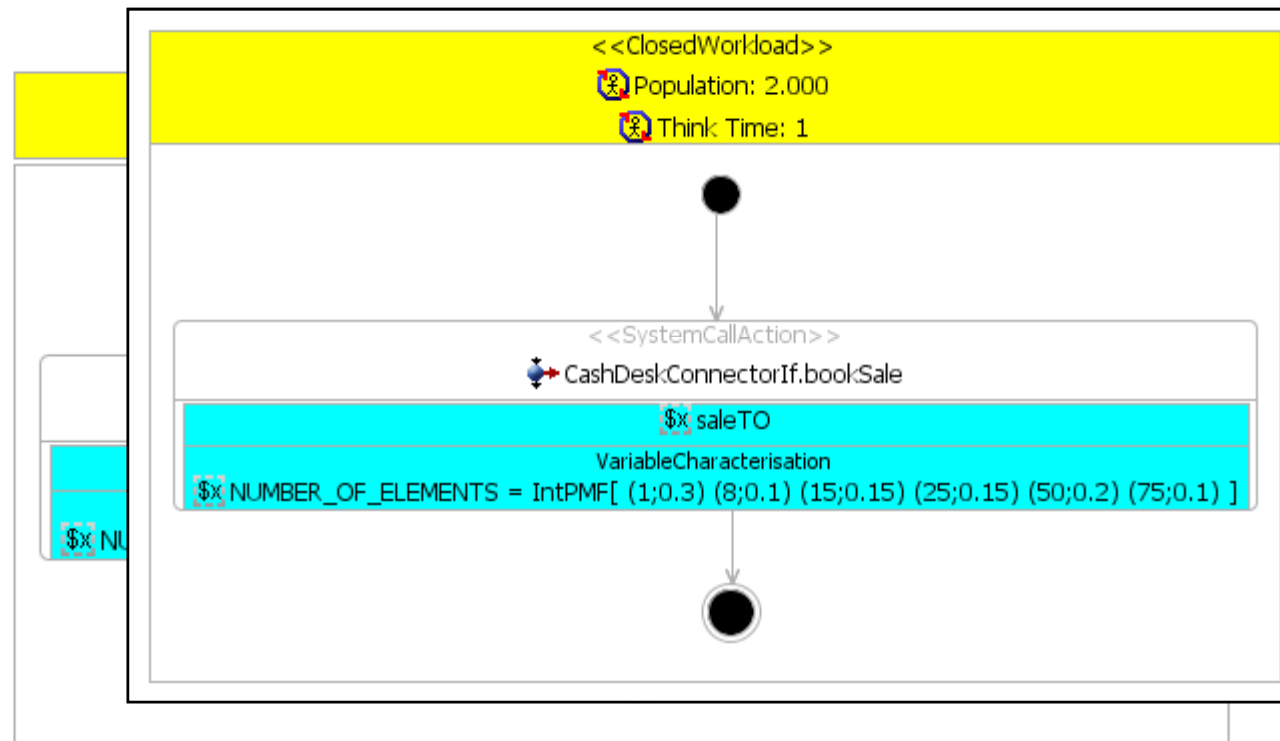 <<ClosedWorkload>>
Population: 2.000
Think Time: 1
<<SystemCallAction>>
CashDeskConnectorIf.bookSale
$x saleTO
VariableCharacterisation
$x NUMBER_OF_ELEMENTS = IntPMF[ (1;0.3) (8;0.1) (15;0.15) (25;0.15) (50;0.2) (75;0.1) ]
$x NU